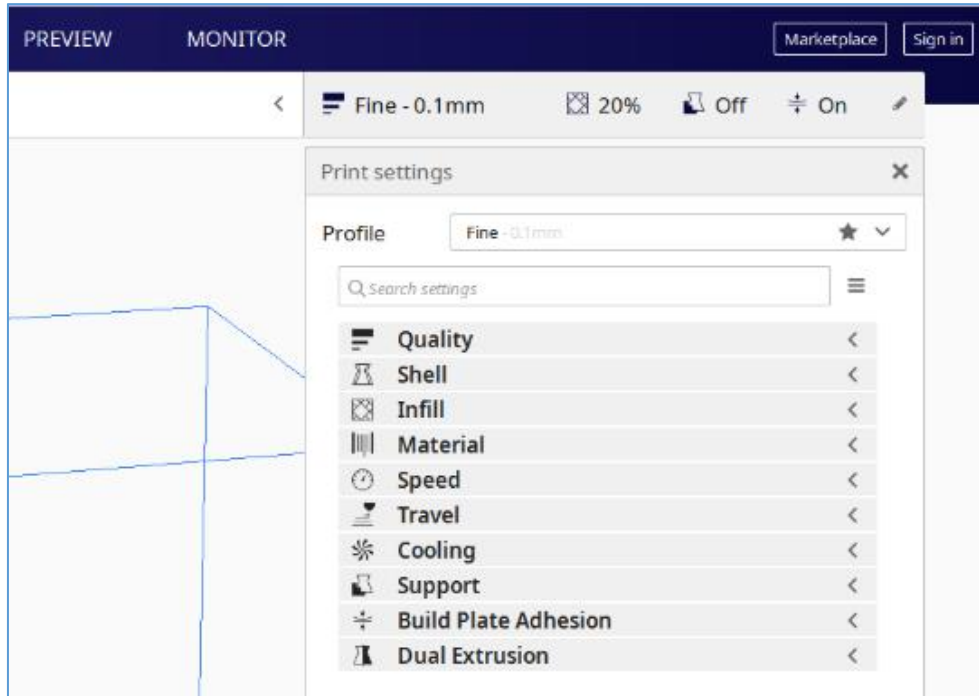 PREVIEW MONITOR Marketplace Sign in
Fine - 0.1mm 20% Off On
Print settings
Profile Fine - 0.1mm
Search settings
Quality
Shell
Infill
Material
Speed
Travel
Cooling
Support
Build Plate Adhesion
Dual Extrusion